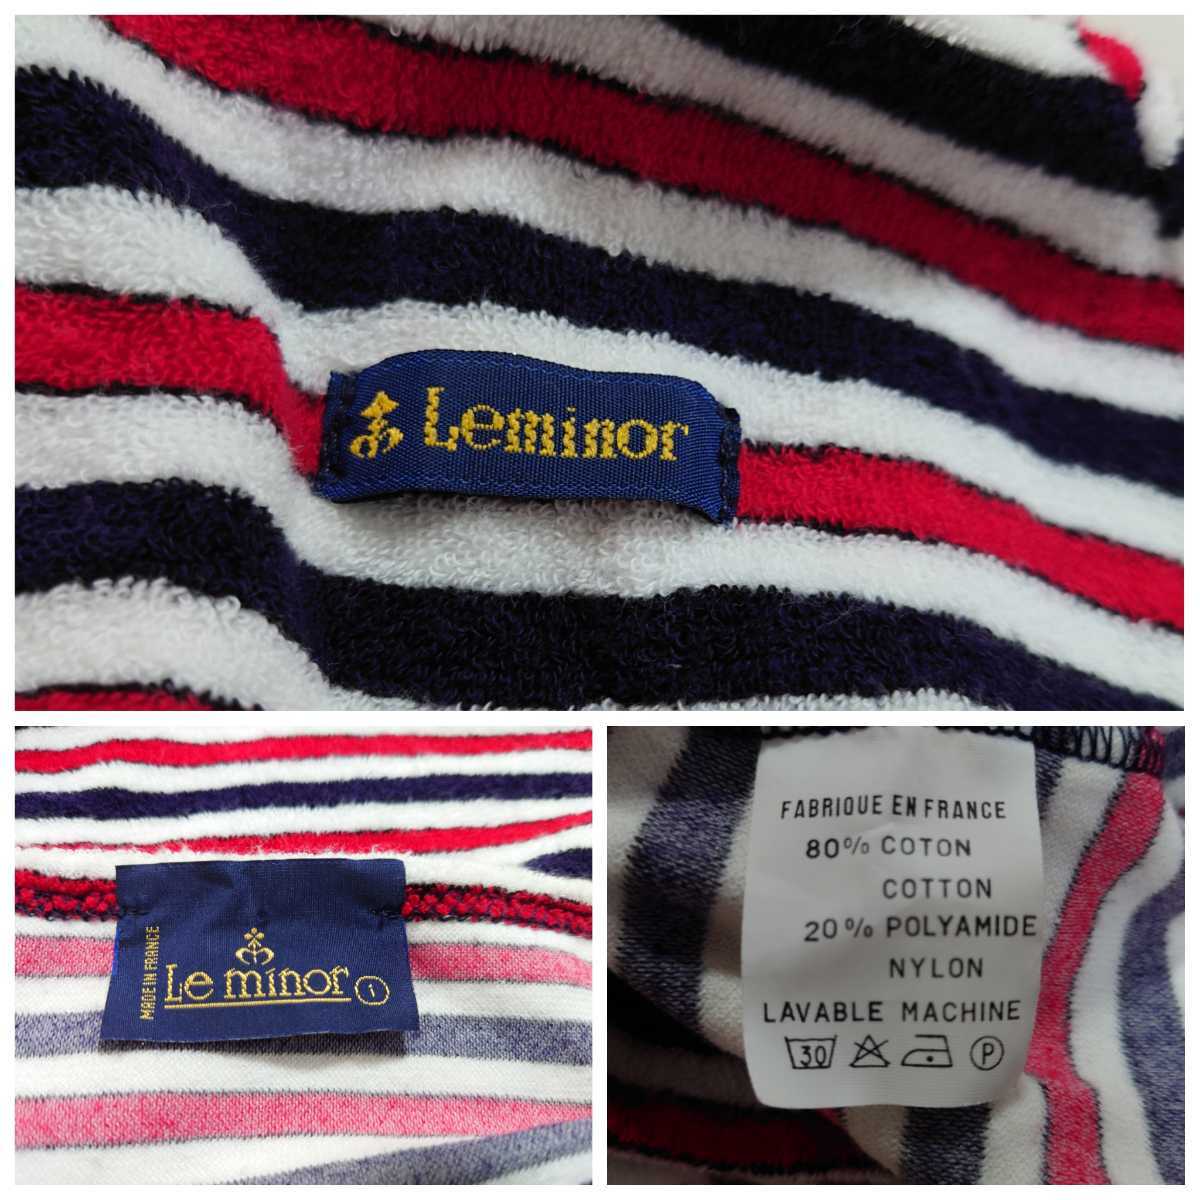 Leminor
MADE IN FRANCE
Le minor
1
FABRIQUE EN FRANCE
80% COTON
COTTON
20% POLYAMIDE
NYLON
LAVABLE MACHINE
30 P